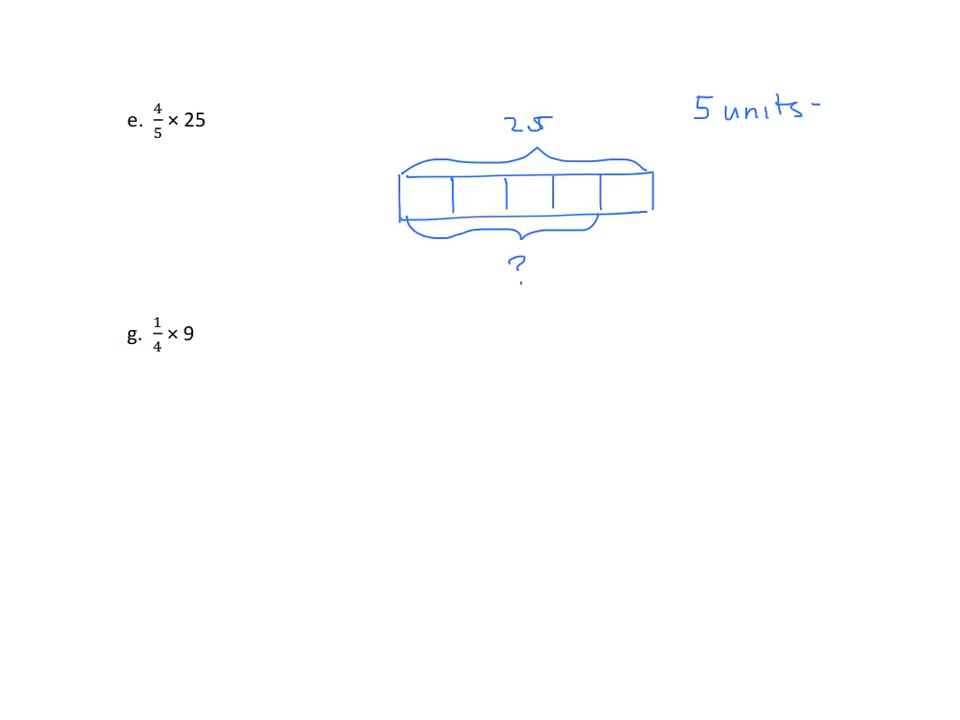 e. 4/5 × 25
25
5 units -
?
g. 1/4 × 9